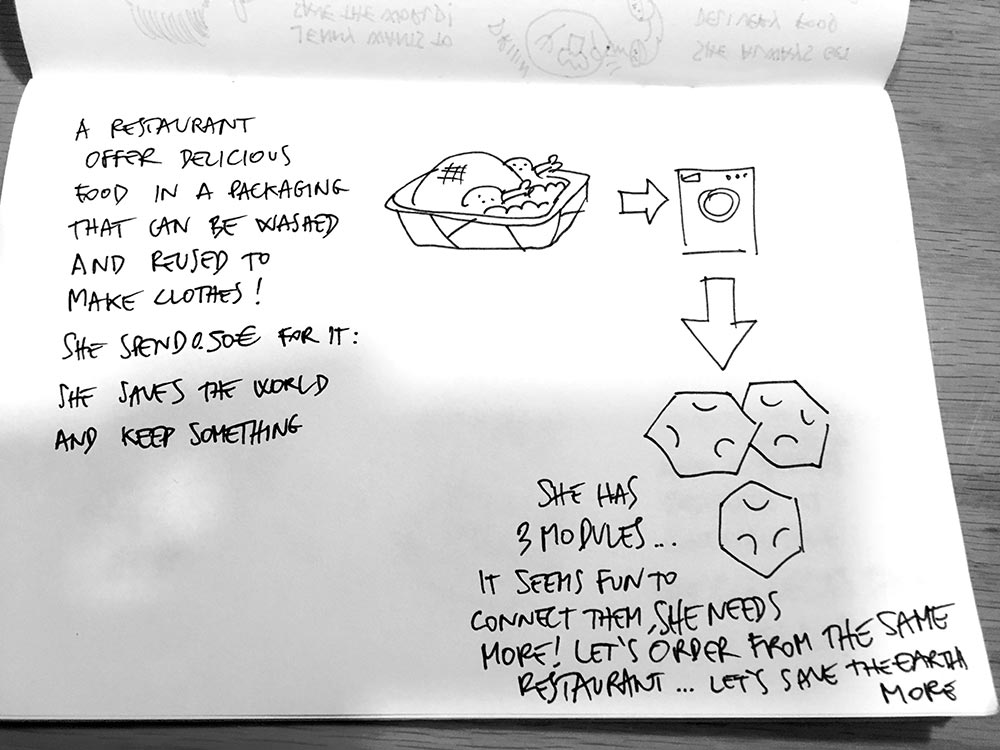 A RESTAURANT
OFFER DELICIOUS
FOOD IN A PACKAGING
THAT CAN BE WASHED
AND REUSED TO
MAKE CLOTHES!
SHE SPEND 0.50€ FOR IT:
SHE SAVES THE WORLD
AND KEEP SOMETHING
SHE HAS
3 MODULES...
IT SEEMS FUN TO
CONNECT THEM, SHE NEEDS
MORE! LET'S ORDER FROM THE SAME
RESTAURANT... LET'S SAVE THE EARTH
MORE